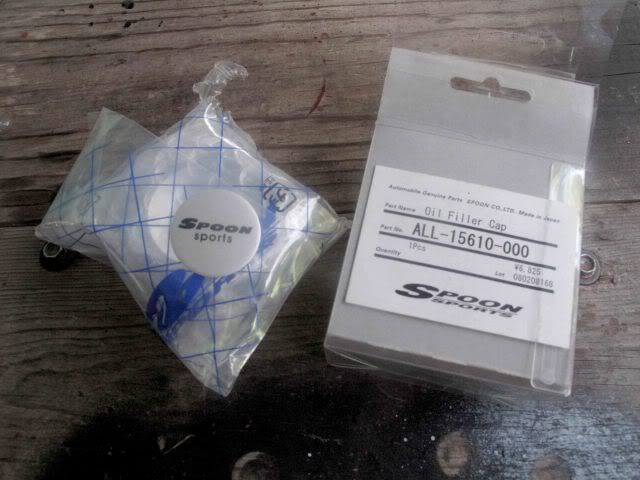 SPOON
sports
Automobile Genuine Parts SPOON CO.,LTD. Made in Japan
Part Name Oil Filler Cap
Part No. ALL-15610-000
Quantity 1Pcs
¥6,825
Lot 080208168
SPOON
SPORTS